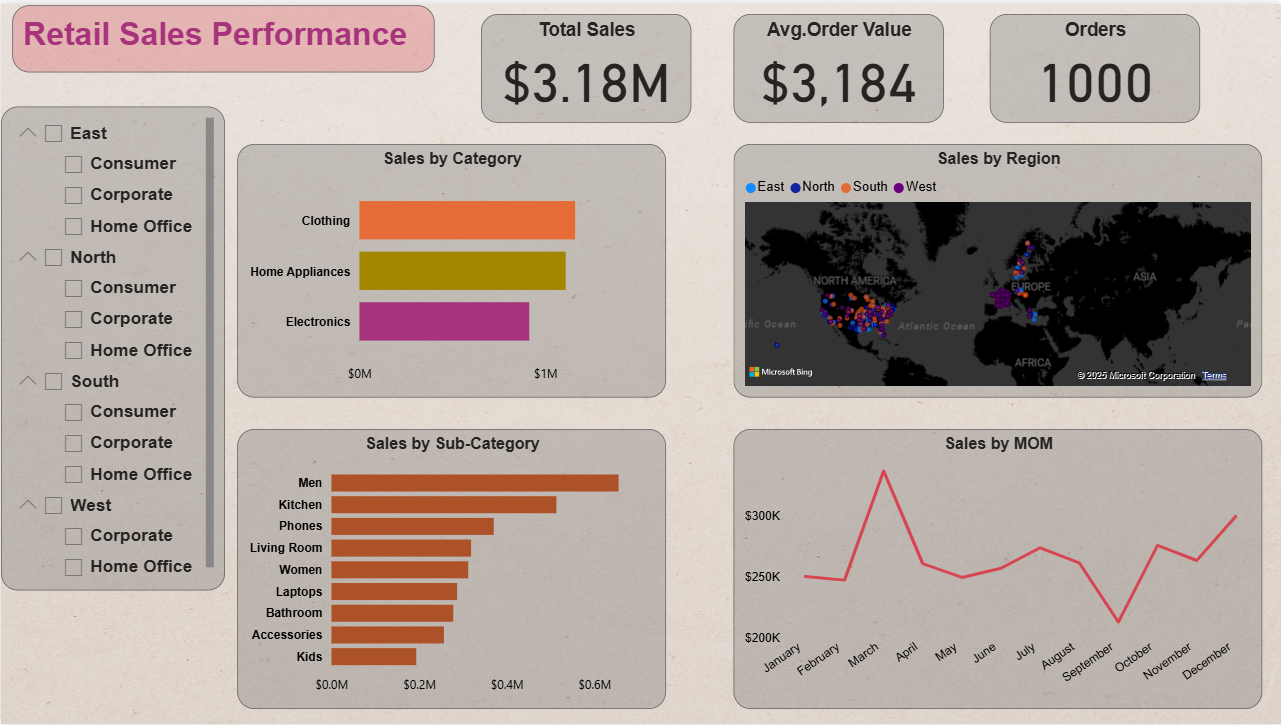 Retail Sales Performance
Total Sales
$3.18M
Avg.Order Value
$3,184
Orders
1000
East
Consumer
Corporate
Home Office
North
Consumer
Corporate
Home Office
South
Consumer
Corporate
Home Office
West
Corporate
Home Office
Sales by Category
Clothing
Home Appliances
Electronics
$0M $1M
Sales by Region
East North South West
NORTH AMERICA
EUROPE
ASIA
fic Ocean
Atlantic Ocean
Pa
AFRICA
Microsoft Bing
© 2025 Microsoft Corporation Terms
Sales by Sub-Category
Men
Kitchen
Phones
Living Room
Women
Laptops
Bathroom
Accessories
Kids
$0.0M $0.2M $0.4M $0.6M
Sales by MOM
$300K
$250K
$200K
January February March April May June July August September October November December